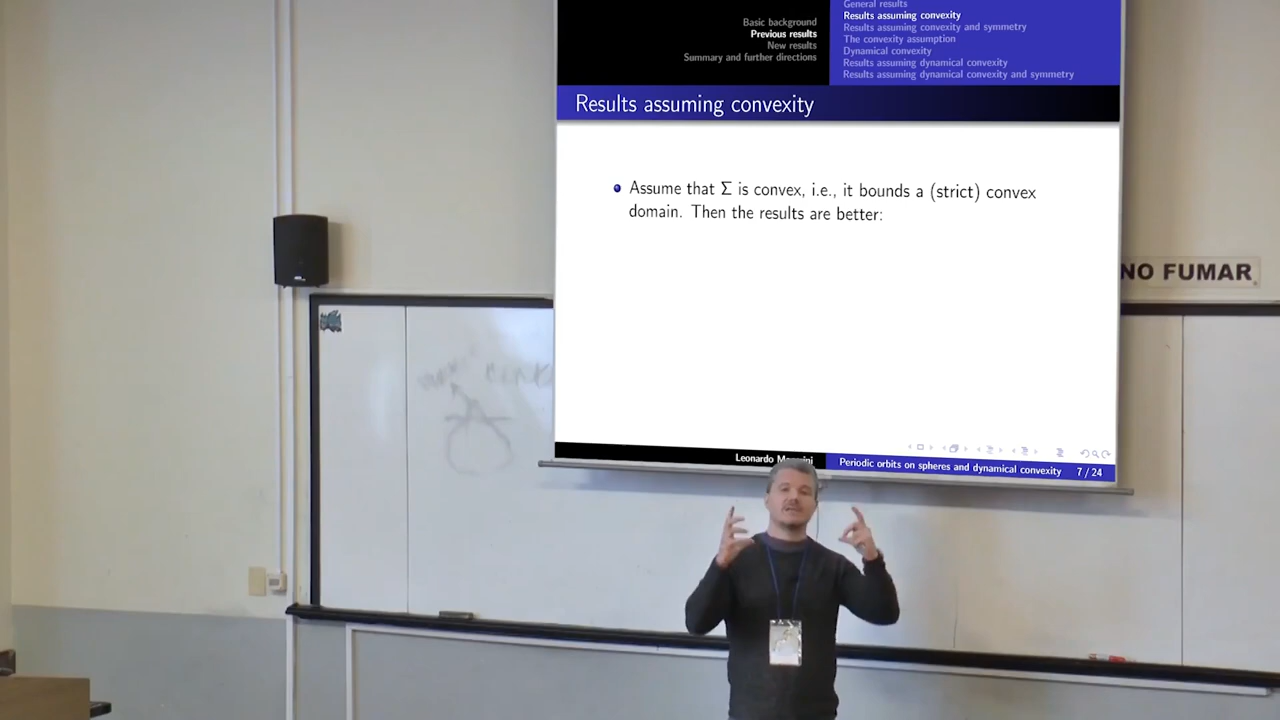 Basic background
Previous results
New results
Summary and further directions
General results
Results assuming convexity
Results assuming convexity and symmetry
The convexity assumption
Dynamical convexity
Results assuming dynamical convexity
Results assuming dynamical convexity and symmetry
Results assuming convexity
Assume that Σ is convex, i.e., it bounds a (strict) convex
domain. Then the results are better:
NO FUMAR
Leonardo
Periodic orbits on spheres and dynamical convexity
7 / 24